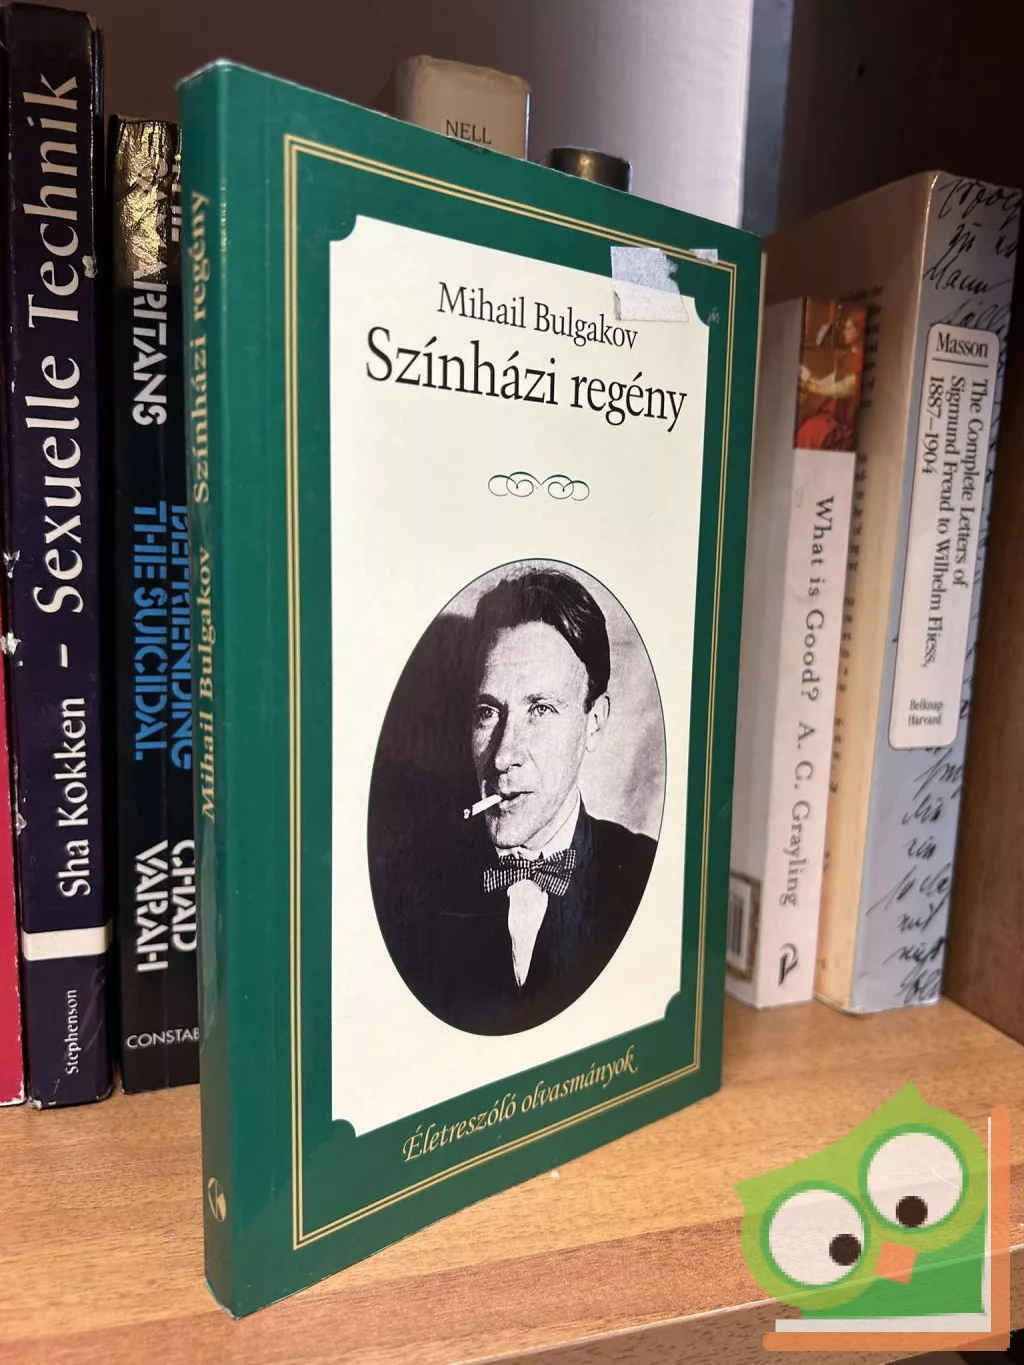 Mihail Bulgakov
Színházi regény
Életreszóló olvasmányok
Mihail Bulgakov Színházi regény
Sha Kokken - Sexuelle Technik
Stephenson
BEFRIENDING
THE SUICIDAL
CHAD
VARAH
CONSTAB
NELL
What is Good? A. C. Grayling
Masson
The Complete Letters of
Sigmund Freud to Wilhelm Fliess,
1887–1904
Belknap
Harvard